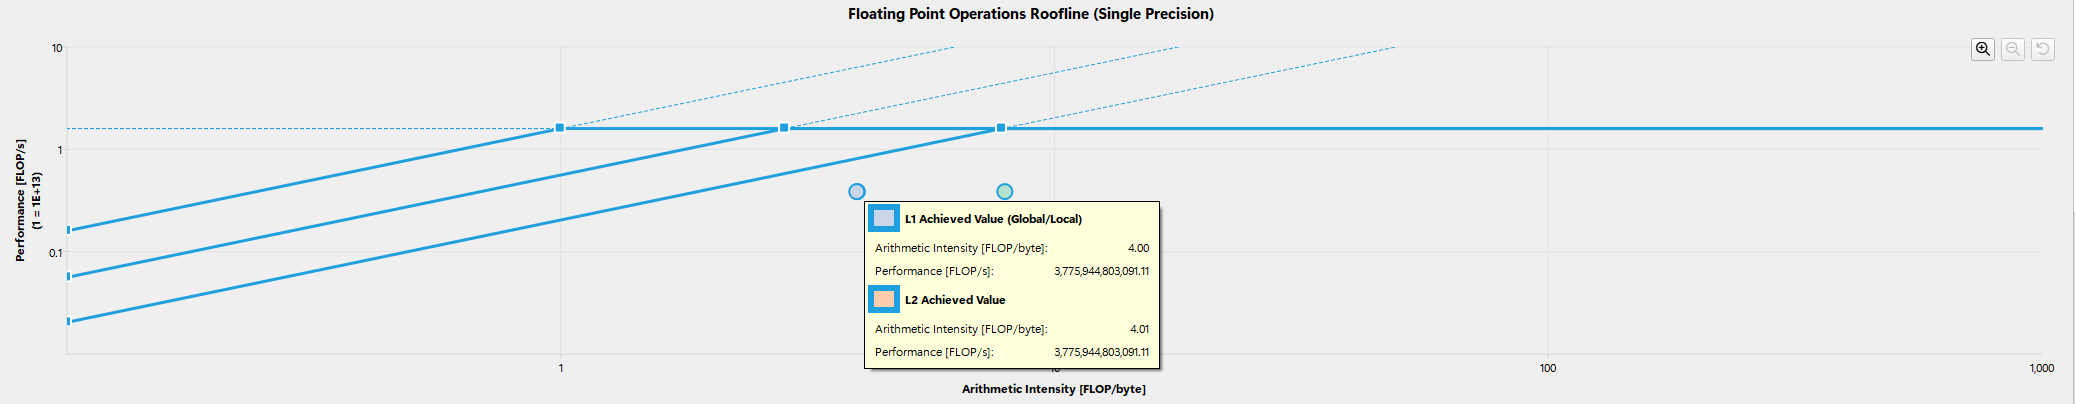 Floating Point Operations Roofline (Single Precision)
10
1
0.1
Performance [FLOP/s]
(1 = 1E+13)
L1 Achieved Value (Global/Local)
Arithmetic Intensity [FLOP/byte]: 4.00
Performance [FLOP/s]: 3,775,944,803,091.11
L2 Achieved Value
Arithmetic Intensity [FLOP/byte]: 4.01
Performance [FLOP/s]: 3,775,944,803,091.11
1 100 1,000
Arithmetic Intensity [FLOP/byte]